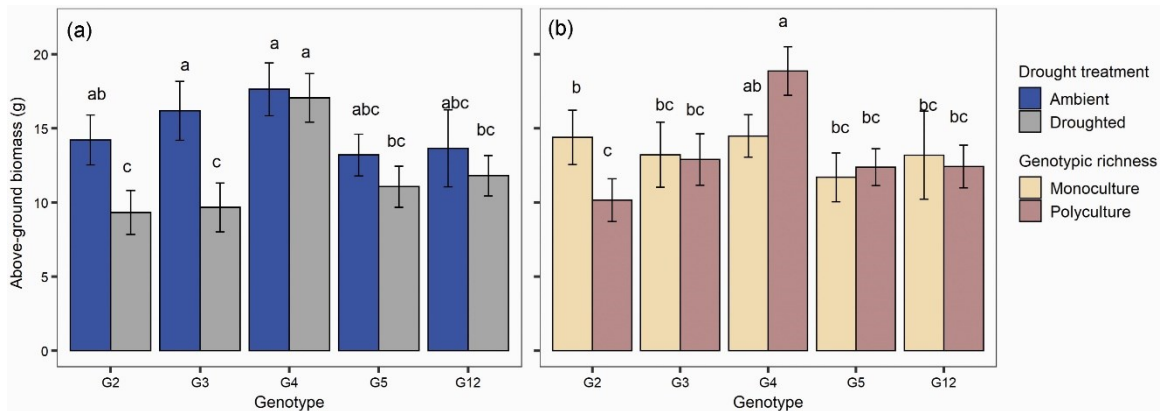 (a)
(b)
Above-ground biomass (g)
20
15
10
5
0
ab
c
a
c
a
a
abc
bc
abc
bc
G2
G3
G4
G5
G12
Genotype
b
c
bc
bc
ab
a
bc
bc
bc
bc
G2
G3
G4
G5
G12
Genotype
Drought treatment
Ambient
Droughted
Genotypic richness
Monoculture
Polyculture